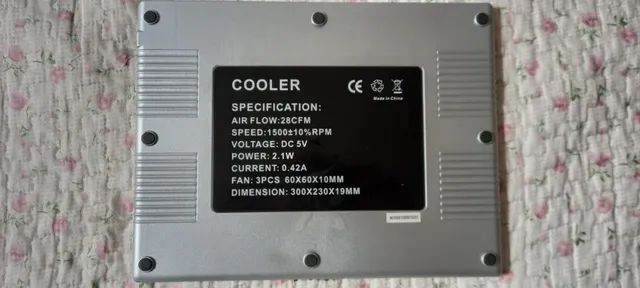 COOLER
CE
Made in China
SPECIFICATION:
AIR FLOW:28CFM
SPEED:1500±10%RPM
VOLTAGE: DC 5V
POWER: 2.1W
CURRENT: 0.42A
FAN: 3PCS 60X60X10MM
DIMENSION: 300X230X19MM